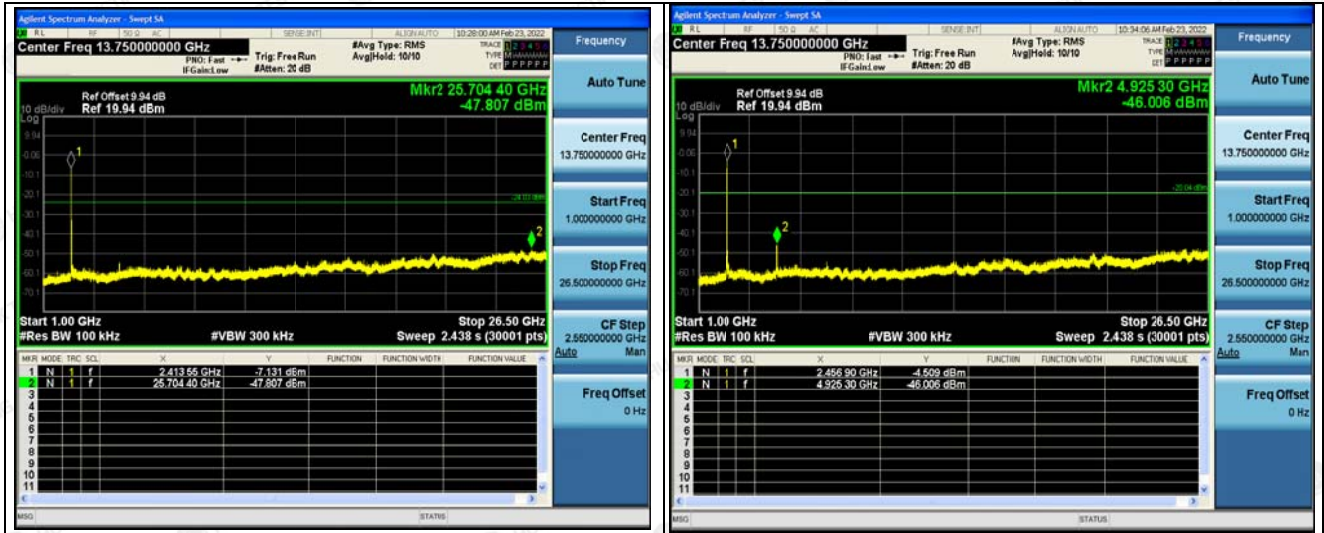 Agilent Spectrum Analyzer - Swept SA
RL RF 50 Ω AC SENSE:INT ALIGN AUTO 10:28:00 AM Feb 23, 2022
Center Freq 13.750000000 GHz
PNO: Fast
IFGain:Low
Trig: Free Run
#Atten: 20 dB
#Avg Type: RMS
Avg|Hold: 10/10
TRACE 1 2 3 4 5 6
TYPE M
DET P P P P P P
Ref Offset 9.94 dB
10 dB/div Ref 19.94 dBm
Log
Mkr2 25.704 40 GHz
-47.807 dBm
9.94
-0.06
-10.1
-20.1
-30.1
-40.1
-50.1
-60.1
-70.1
1
2
-24.03 dBm
Start 1.00 GHz Stop 26.50 GHz
#Res BW 100 kHz #VBW 300 kHz Sweep 2.438 s (30001 pts)
MKR MODE TRC SCL X Y FUNCTION FUNCTION WIDTH FUNCTION VALUE
1 N 1 f 2.413 55 GHz -7.131 dBm
2 N 1 f 25.704 40 GHz -47.807 dBm
3
4
5
6
7
8
9
10
11
MSG STATUS
Frequency
Auto Tune
Center Freq
13.750000000 GHz
Start Freq
1.000000000 GHz
Stop Freq
26.500000000 GHz
CF Step
2.550000000 GHz
Auto Man
Freq Offset
0 Hz
Agilent Spectrum Analyzer - Swept SA
RL RF 50 Ω AC SENSE:INT ALIGN AUTO 10:34:06 AM Feb 23, 2022
Center Freq 13.750000000 GHz
PNO: Fast
IFGain:Low
Trig: Free Run
#Atten: 20 dB
#Avg Type: RMS
Avg|Hold: 10/10
TRACE 1 2 3 4 5 6
TYPE M
DET P P P P P P
Ref Offset 9.94 dB
10 dB/div Ref 19.94 dBm
Log
Mkr2 4.925 30 GHz
-46.006 dBm
9.94
-0.06
-10.1
-20.1
-30.1
-40.1
-50.1
-60.1
-70.1
1
2
-20.04 dBm
Start 1.00 GHz Stop 26.50 GHz
#Res BW 100 kHz #VBW 300 kHz Sweep 2.438 s (30001 pts)
MKR MODE TRC SCL X Y FUNCTION FUNCTION WIDTH FUNCTION VALUE
1 N 1 f 2.456 90 GHz -4.509 dBm
2 N 1 f 4.925 30 GHz -46.006 dBm
3
4
5
6
7
8
9
10
11
MSG STATUS
Frequency
Auto Tune
Center Freq
13.750000000 GHz
Start Freq
1.000000000 GHz
Stop Freq
26.500000000 GHz
CF Step
2.550000000 GHz
Auto Man
Freq Offset
0 Hz